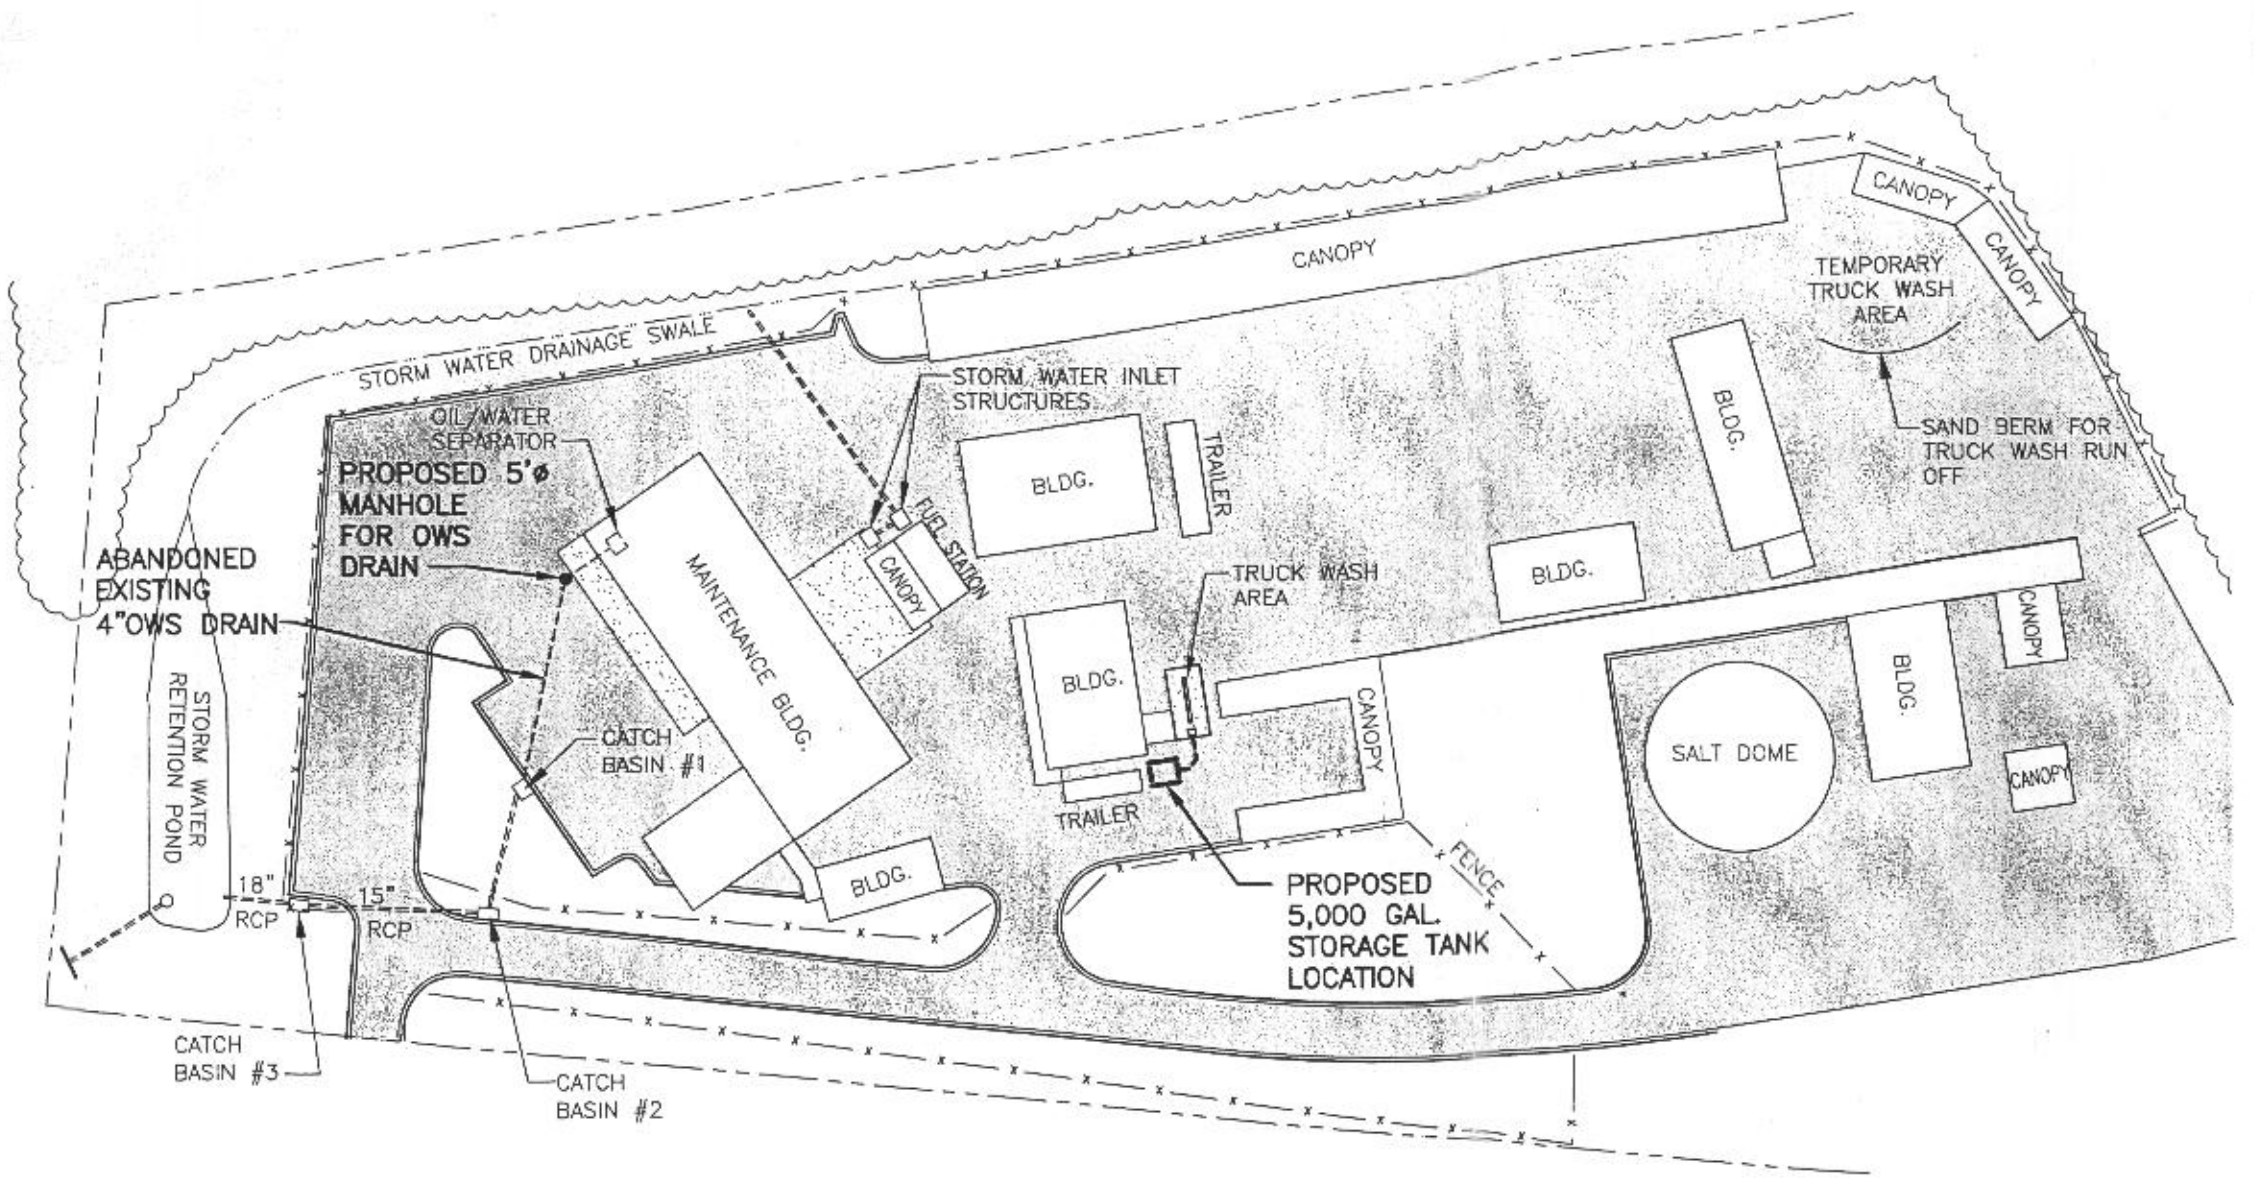 CANOPY
CANOPY
CANOPY
TEMPORARY
TRUCK WASH
AREA
STORM WATER DRAINAGE SWALE
STORM WATER INLET
STRUCTURES
OIL/WATER
SEPARATOR
PROPOSED 5'ø
MANHOLE
FOR OWS
DRAIN
ABANDONED
EXISTING
4"OWS DRAIN
BLDG.
TRAILER
BLDG.
SAND BERM FOR
TRUCK WASH RUN
OFF
FUEL STATION
CANOPY
MAINTENANCE BLDG.
TRUCK WASH
AREA
BLDG.
BLDG.
CANOPY
BLDG.
CANOPY
SALT DOME
CANOPY
STORM WATER
RETENTION POND
CATCH
BASIN #1
TRAILER
BLDG.
FENCE
PROPOSED
5,000 GAL.
STORAGE TANK
LOCATION
18"
RCP
15"
RCP
CATCH
BASIN #3
CATCH
BASIN #2